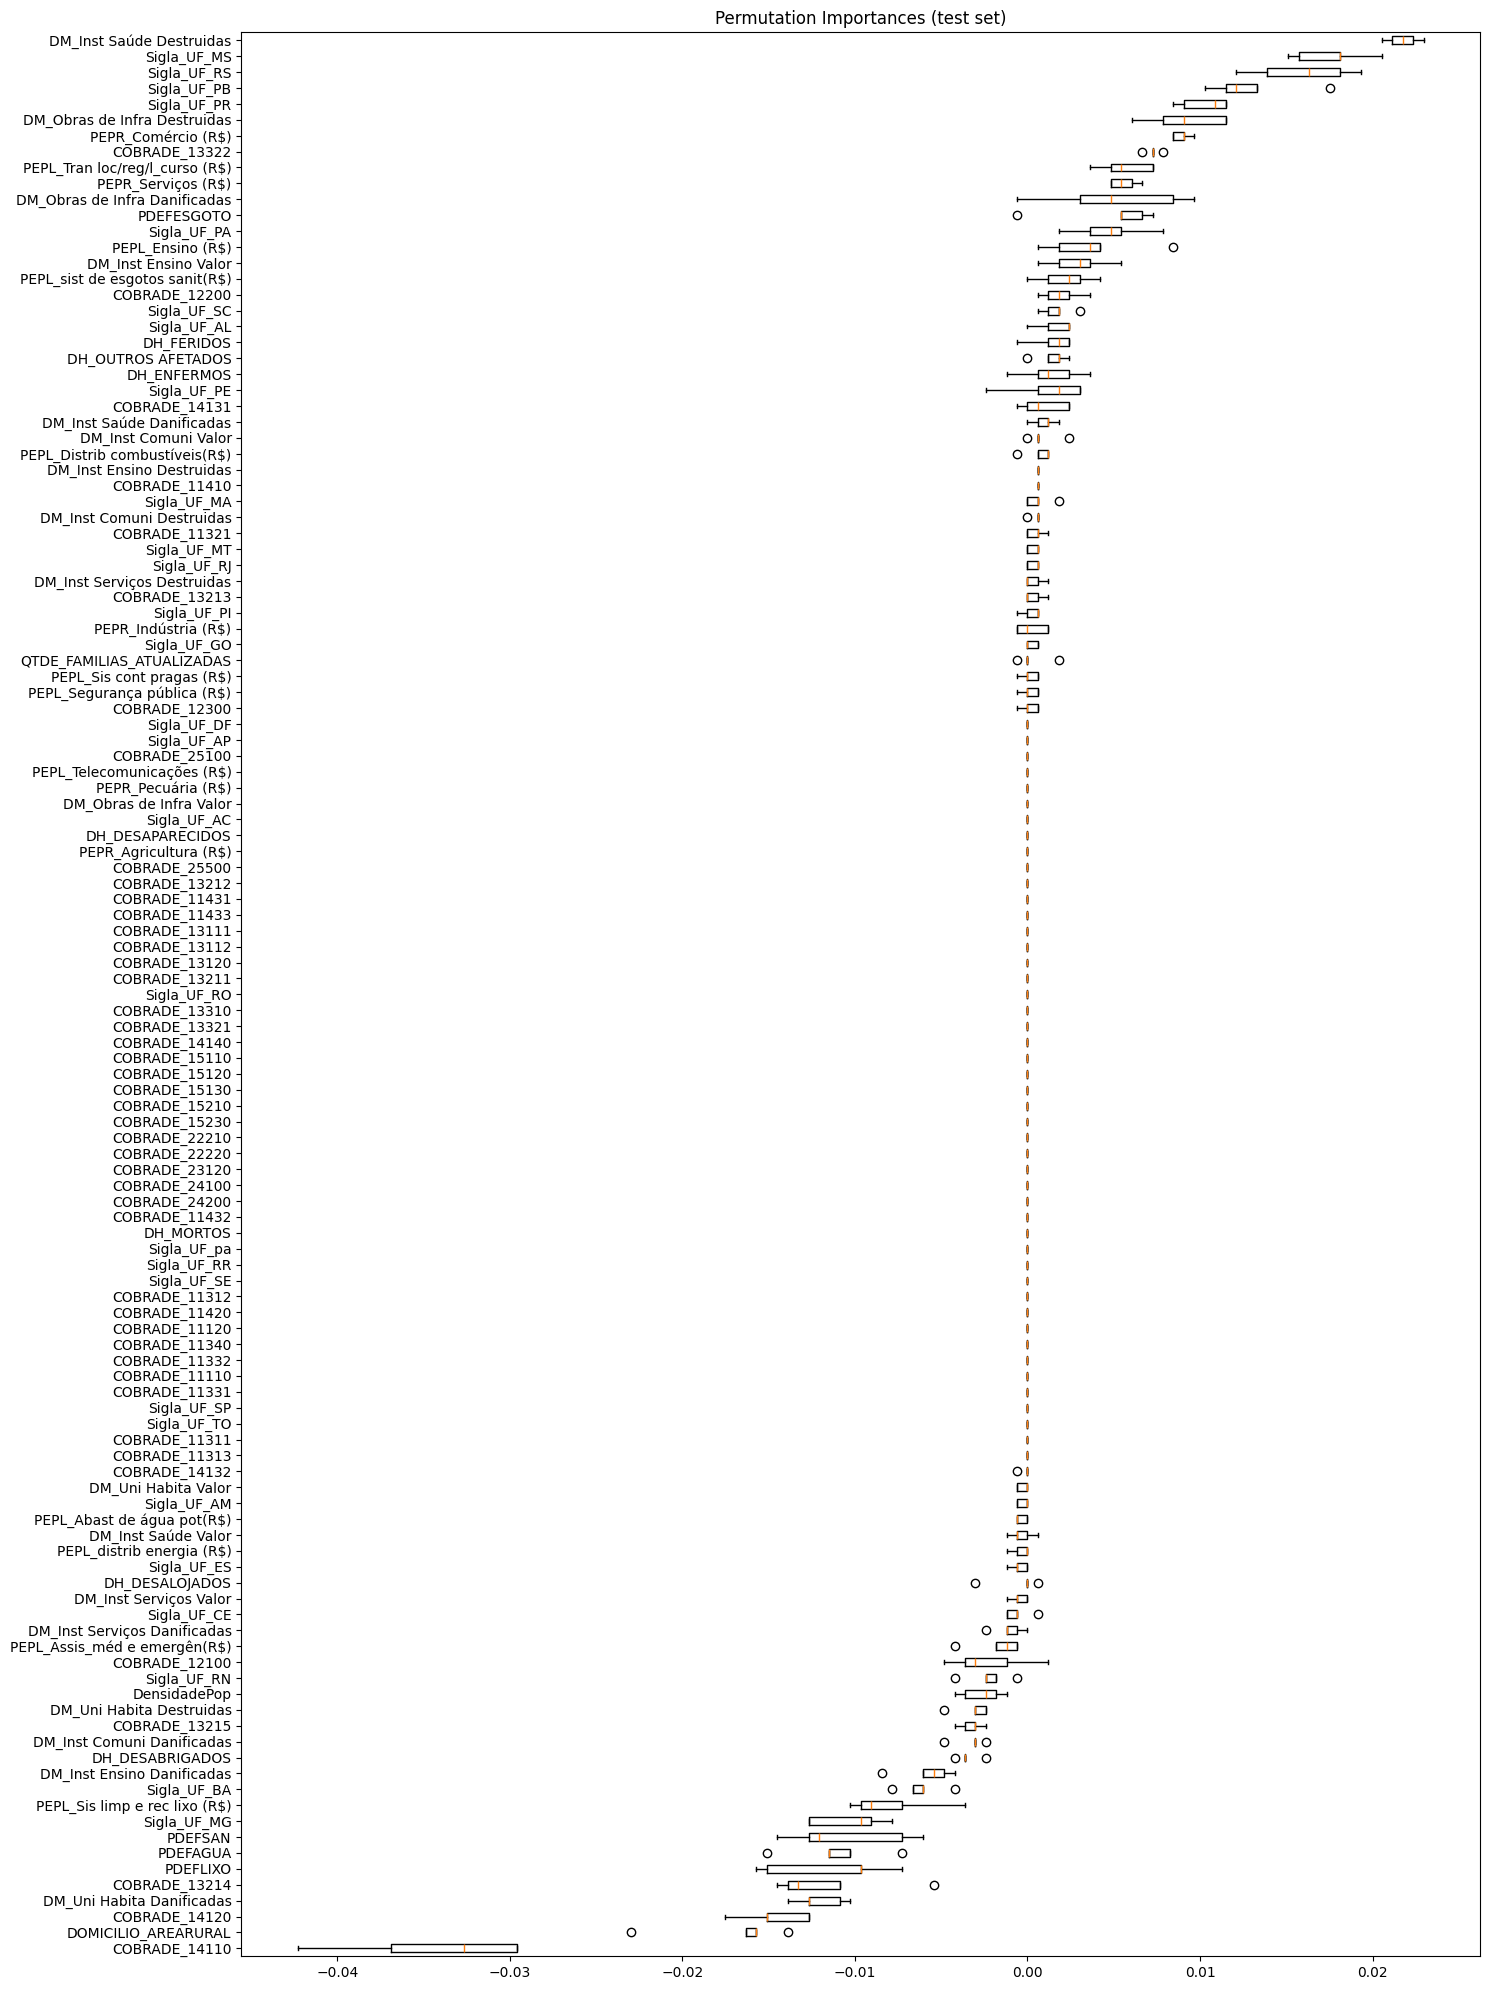 Permutation Importances (test set)
DM_Inst Saúde Destruidas
Sigla_UF_MS
Sigla_UF_RS
Sigla_UF_PB
Sigla_UF_PR
DM_Obras de Infra Destruidas
PEPR_Comércio (R$)
COBRADE_13322
PEPL_Tran loc/reg/l_curso (R$)
PEPR_Serviços (R$)
DM_Obras de Infra Danificadas
PDEFESGOTO
Sigla_UF_PA
PEPL_Ensino (R$)
DM_Inst Ensino Valor
PEPL_sist de esgotos sanit(R$)
COBRADE_12200
Sigla_UF_SC
Sigla_UF_AL
DH_FERIDOS
DH_OUTROS AFETADOS
DH_ENFERMOS
Sigla_UF_PE
COBRADE_14131
DM_Inst Saúde Danificadas
DM_Inst Comuni Valor
PEPL_Distrib combustíveis(R$)
DM_Inst Ensino Destruidas
COBRADE_11410
Sigla_UF_MA
DM_Inst Comuni Destruidas
COBRADE_11321
Sigla_UF_MT
Sigla_UF_RJ
DM_Inst Serviços Destruidas
COBRADE_13213
Sigla_UF_PI
PEPR_Indústria (R$)
Sigla_UF_GO
QTDE_FAMILIAS_ATUALIZADAS
PEPL_Sis cont pragas (R$)
PEPL_Segurança pública (R$)
COBRADE_12300
Sigla_UF_DF
Sigla_UF_AP
COBRADE_25100
PEPL_Telecomunicações (R$)
PEPR_Pecuária (R$)
DM_Obras de Infra Valor
Sigla_UF_AC
DH_DESAPARECIDOS
PEPR_Agricultura (R$)
COBRADE_25500
COBRADE_13212
COBRADE_11431
COBRADE_11433
COBRADE_13111
COBRADE_13112
COBRADE_13120
COBRADE_13211
Sigla_UF_RO
COBRADE_13310
COBRADE_13321
COBRADE_14140
COBRADE_15110
COBRADE_15120
COBRADE_15130
COBRADE_15210
COBRADE_15230
COBRADE_22210
COBRADE_22220
COBRADE_23120
COBRADE_24100
COBRADE_24200
COBRADE_11432
DH_MORTOS
Sigla_UF_pa
Sigla_UF_RR
Sigla_UF_SE
COBRADE_11312
COBRADE_11420
COBRADE_11120
COBRADE_11340
COBRADE_11332
COBRADE_11110
COBRADE_11331
Sigla_UF_SP
Sigla_UF_TO
COBRADE_11311
COBRADE_11313
COBRADE_14132
DM_Uni Habita Valor
Sigla_UF_AM
PEPL_Abast de água pot(R$)
DM_Inst Saúde Valor
PEPL_distrib energia (R$)
Sigla_UF_ES
DH_DESALOJADOS
DM_Inst Serviços Valor
Sigla_UF_CE
DM_Inst Serviços Danificadas
PEPL_Assis_méd e emergên(R$)
COBRADE_12100
Sigla_UF_RN
DensidadePop
DM_Uni Habita Destruidas
COBRADE_13215
DM_Inst Comuni Danificadas
DH_DESABRIGADOS
DM_Inst Ensino Danificadas
Sigla_UF_BA
PEPL_Sis limp e rec lixo (R$)
Sigla_UF_MG
PDEFSAN
PDEFAGUA
PDEFLIXO
COBRADE_13214
DM_Uni Habita Danificadas
COBRADE_14120
DOMICILIO_AREARURAL
COBRADE_14110
−0.04 −0.03 −0.02 −0.01 0.00 0.01 0.02